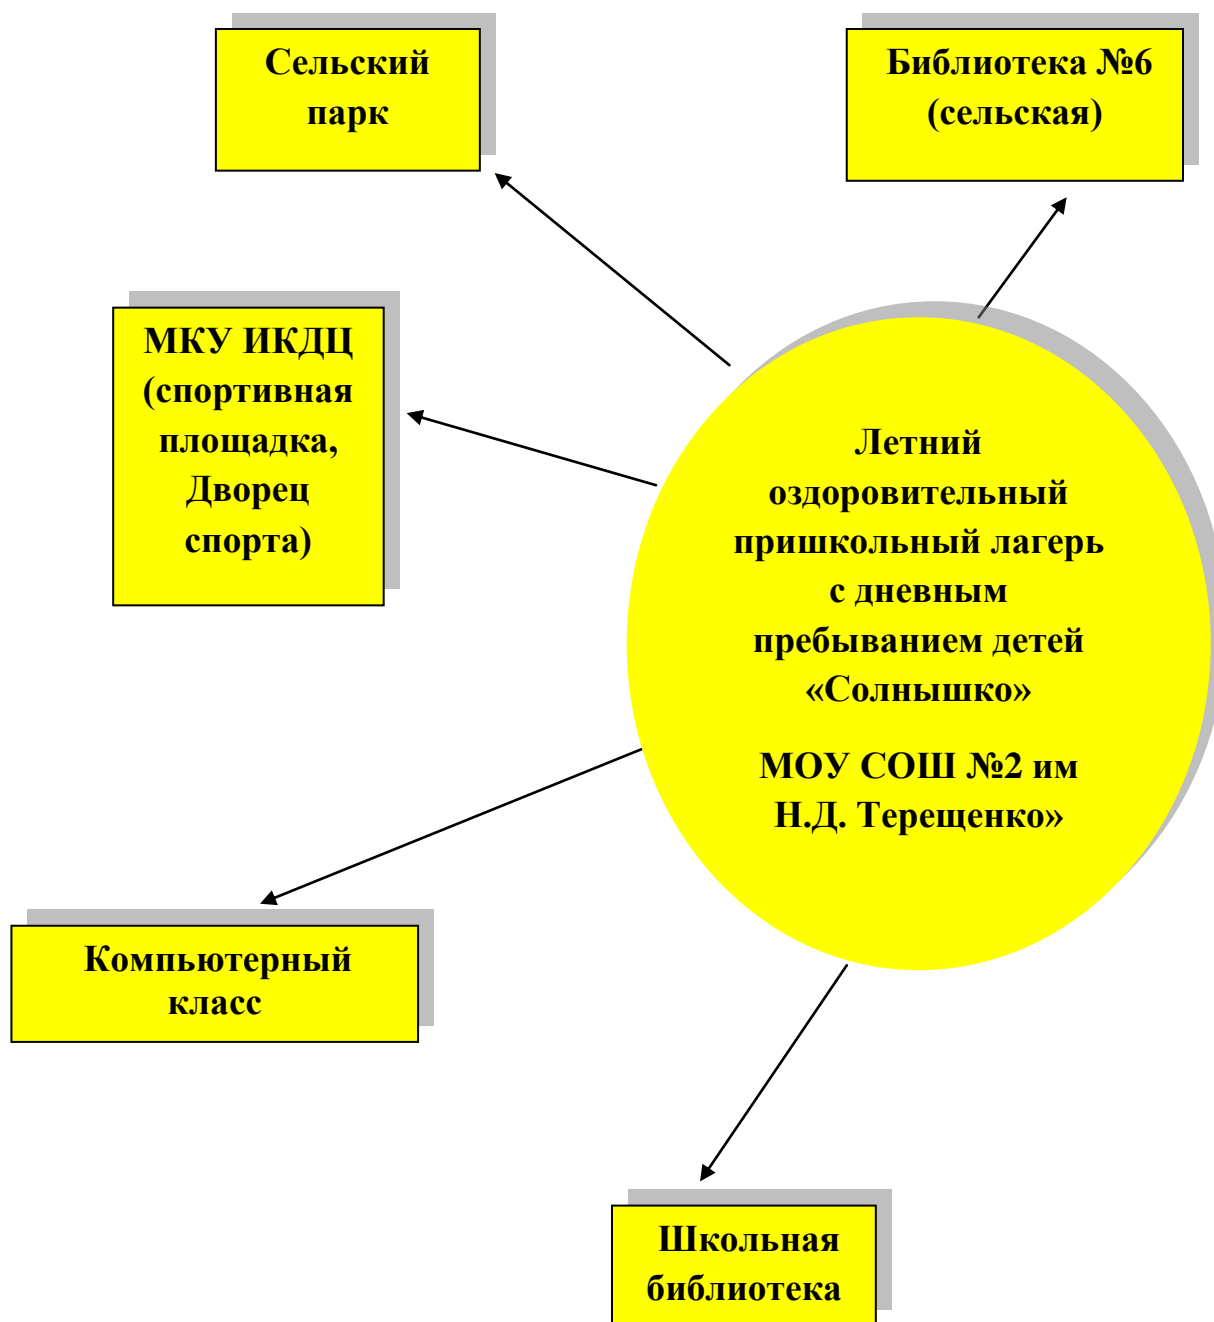 Сельский
парк
Библиотека №6
(сельская)
МКУ ИКДЦ
(спортивная
площадка,
Дворец
спорта)
Летний
оздоровительный
пришкольный лагерь
с дневным
пребыванием детей
«Солнышко»
МОУ СОШ №2 им
Н.Д. Терещенко»
Компьютерный
класс
Школьная
библиотека